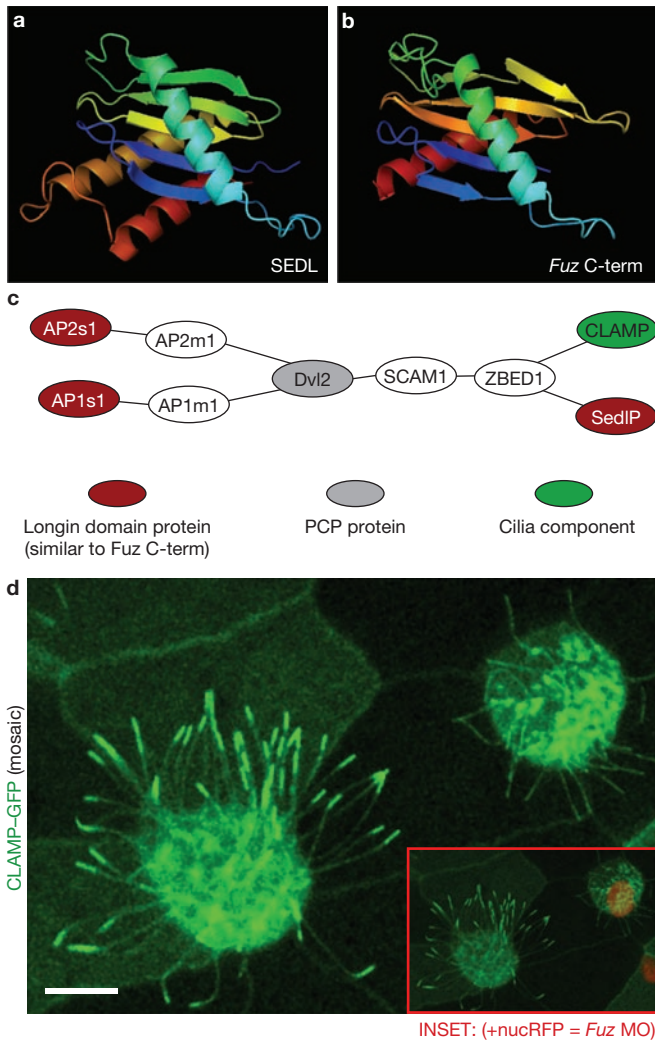 a
SEDL
b
Fuz C-term
c
AP2s1
AP2m1
AP1s1
AP1m1
Dvl2
SCAM1
ZBED1
CLAMP
SedlP
Longin domain protein
(similar to Fuz C-term)
PCP protein
Cilia component
d
CLAMP–GFP (mosaic)
INSET: (+nucRFP = Fuz MO)